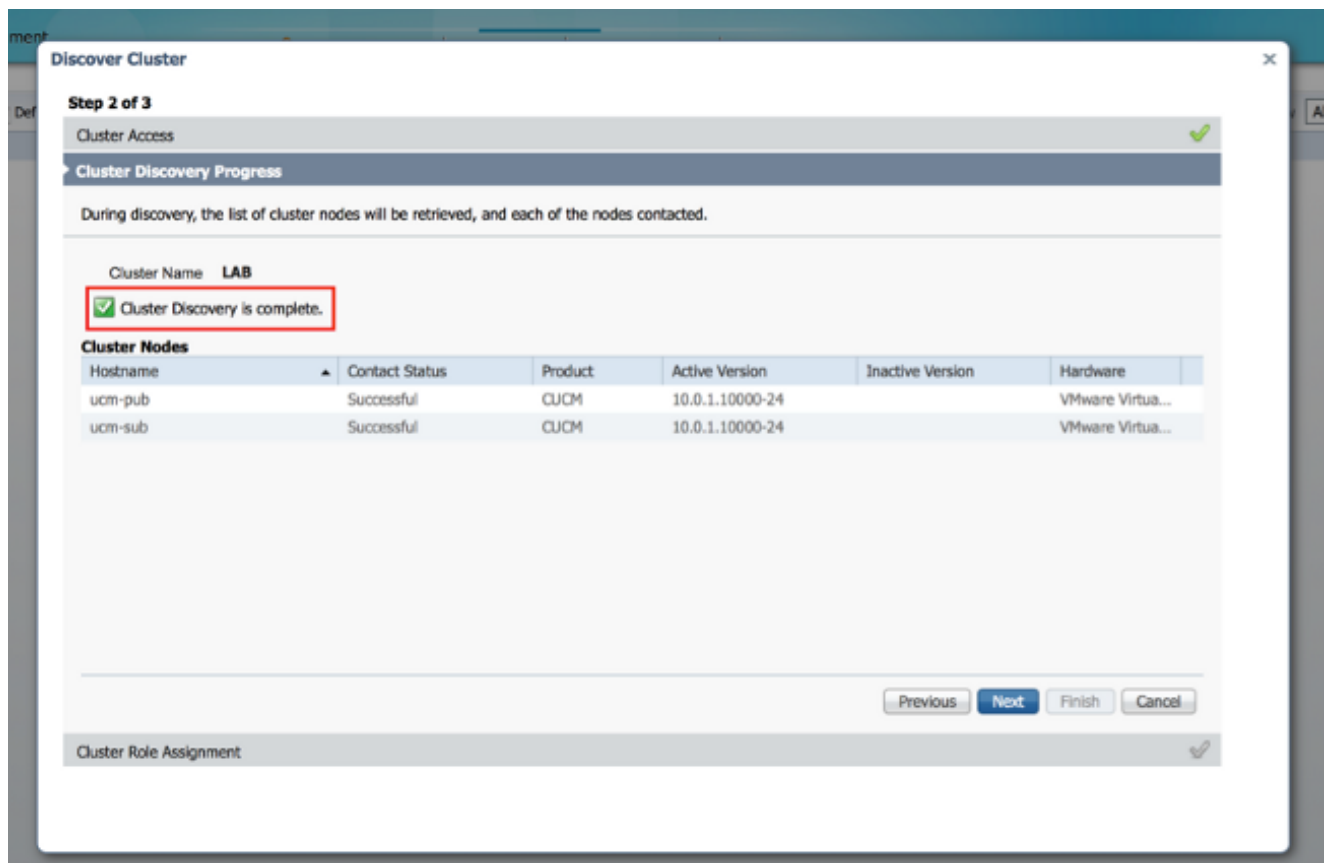 ment
Discover Cluster
Step 2 of 3
Def
Cluster Access
Cluster Discovery Progress
During discovery, the list of cluster nodes will be retrieved, and each of the nodes contacted.
Cluster Name LAB
Cluster Discovery is complete.
Cluster Nodes
Hostname Contact Status Product Active Version Inactive Version Hardware
ucm-pub Successful CUCM 10.0.1.10000-24 VMware Virtua...
ucm-sub Successful CUCM 10.0.1.10000-24 VMware Virtua...
Previous Next Finish Cancel
Cluster Role Assignment